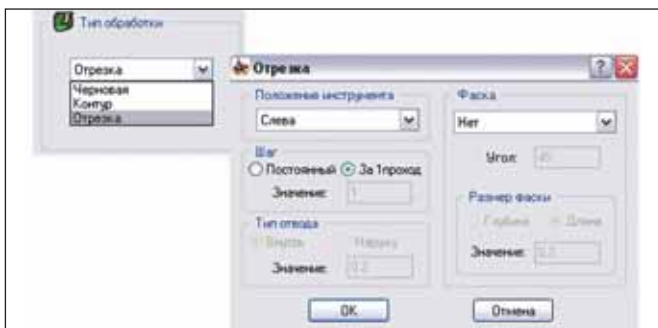 Тип обработки
Отрезка
Черновая
Контур
Отрезка
Отрезка
Положение инструмента
Слева
Шаг
Постоянный За 1проход
Значение: 1
Тип отвода
Внутрь Наружу
Значение: 0.2
Фаска
Нет
Угол: 45
Размер фаски
Глубина Длина
Значение: 0.2
OK
Отмена